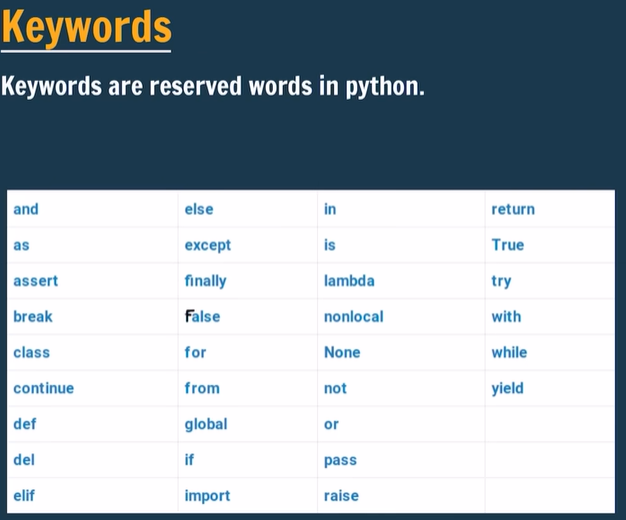 Keywords
Keywords are reserved words in python.
and else in return
as except is True
assert finally lambda try
break False nonlocal with
class for None while
continue from not yield
def global or
del if pass
elif import raise